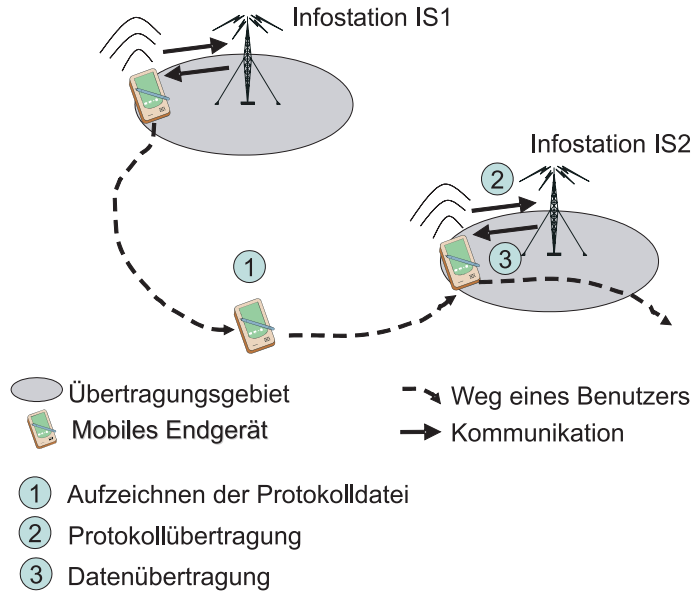 Infostation IS1
Infostation IS2
2
3
1
Übertragungsgebiet
Weg eines Benutzers
Mobiles Endgerät
Kommunikation
1 Aufzeichnen der Protokolldatei
2 Protokollübertragung
3 Datenübertragung